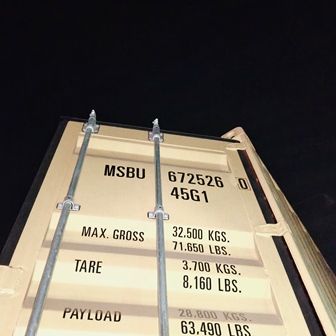 MSBU 672526 0
45G1
MAX. GROSS 32.500 KGS.
71.650 LBS.
TARE 3.700 KGS.
8,160 LBS.
PAYLOAD 28.800 KGS.
63,490 LBS.